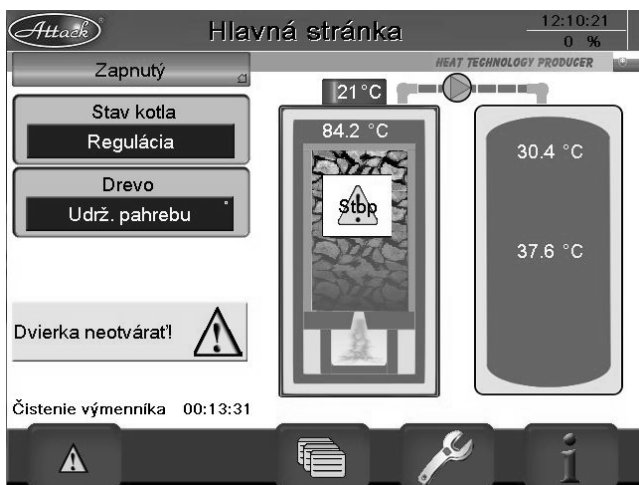 Attack
Hlavná stránka
12:10:21
0 %
HEAT TECHNOLOGY PRODUCER
Zapnutý
Stav kotla
Regulácia
Drevo
Udrž. pahrebu
21°C
84.2 °C
Stop
30.4 °C
37.6 °C
Dvierka neotvárať!
Čistenie výmenníka 00:13:31